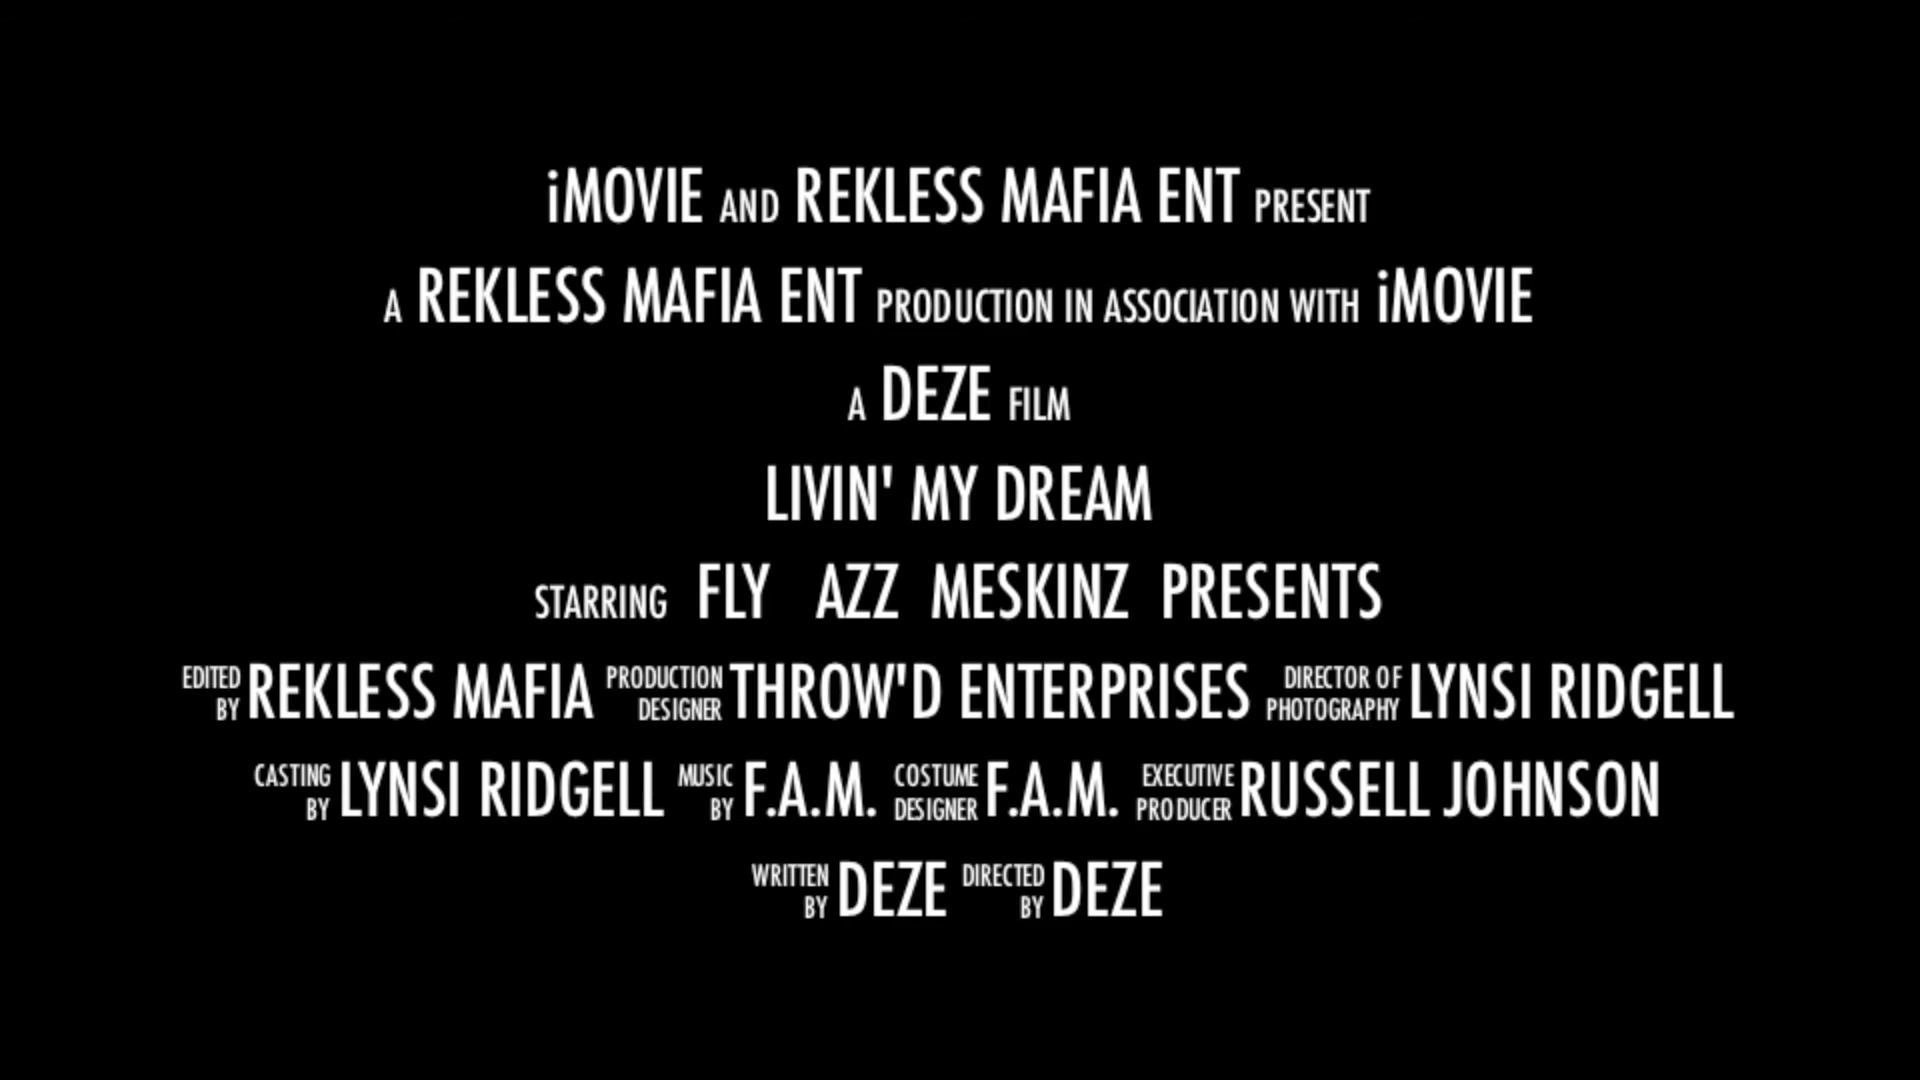 iMOVIE AND REKLESS MAFIA ENT PRESENT
A REKLESS MAFIA ENT PRODUCTION IN ASSOCIATION WITH iMOVIE
A DEZE FILM
LIVIN' MY DREAM
STARRING FLY AZZ MESKINZ PRESENTS
EDITED BY REKLESS MAFIA PRODUCTION DESIGNER THROW'D ENTERPRISES DIRECTOR OF PHOTOGRAPHY LYNSI RIDGELL
CASTING BY LYNSI RIDGELL MUSIC BY F.A.M. COSTUME DESIGNER F.A.M. EXECUTIVE PRODUCER RUSSELL JOHNSON
WRITTEN BY DEZE DIRECTED BY DEZE